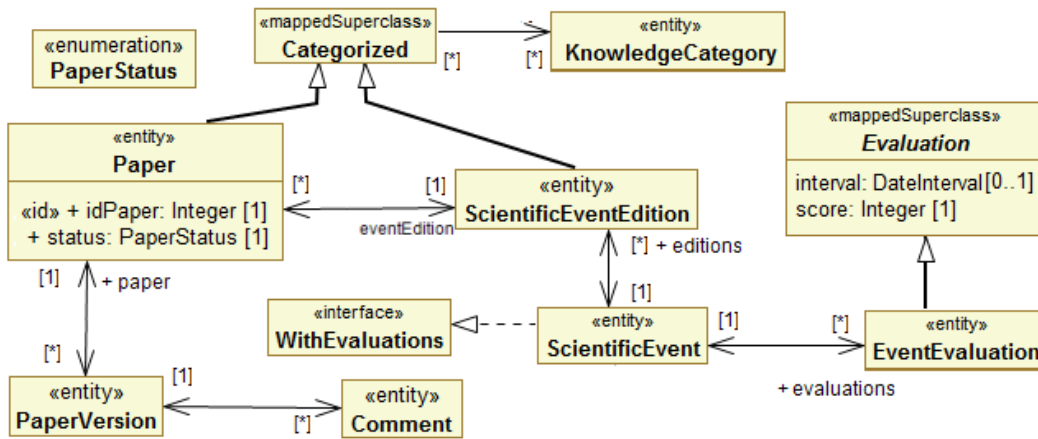 «enumeration»
PaperStatus
«mappedSuperclass»
Categorized
[*]
[*]
«entity»
KnowledgeCategory
«entity»
Paper
«id» + idPaper: Integer [1]
+ status: PaperStatus [1]
[*]
[1]
eventEdition
«entity»
ScientificEventEdition
«mappedSuperclass»
Evaluation
interval: DateInterval[0..1]
score: Integer [1]
[1]
+ paper
[*]
[*] + editions
[1]
«interface»
WithEvaluations
«entity»
ScientificEvent
[1]
[*]
+ evaluations
«entity»
EventEvaluation
«entity»
PaperVersion
[1]
[*]
«entity»
Comment